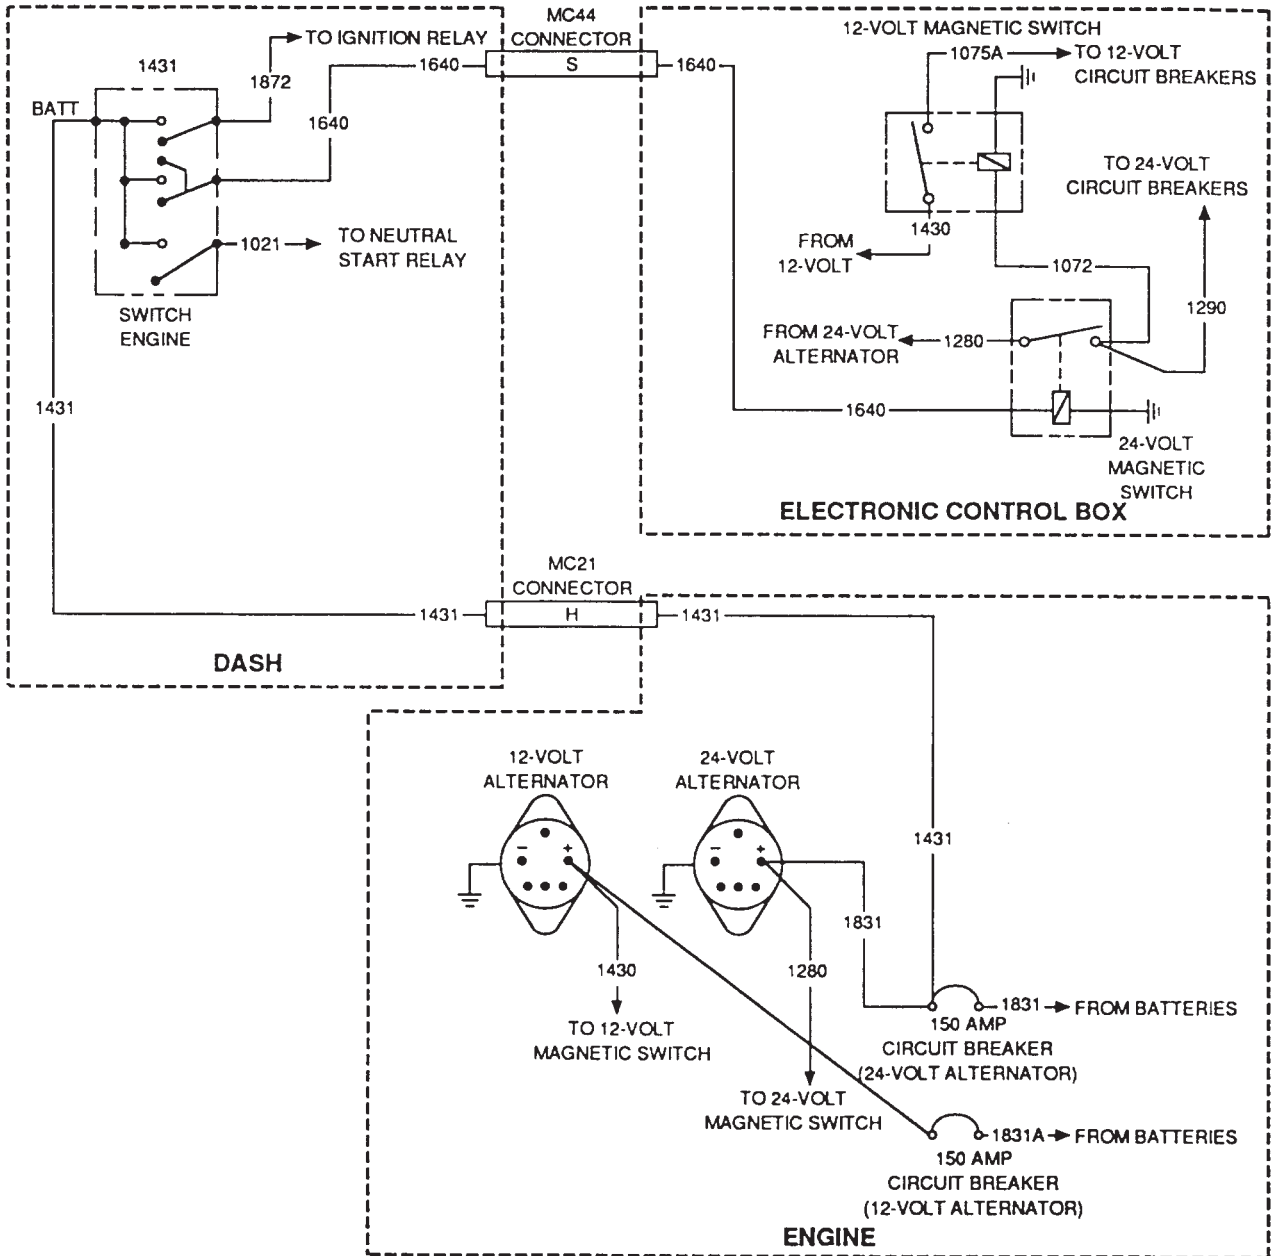 MC44
CONNECTOR
S
TO IGNITION RELAY
1640
1640
1431
1872
BATT
1640
1021
TO NEUTRAL
START RELAY
SWITCH
ENGINE
1431
12-VOLT MAGNETIC SWITCH
1075A
TO 12-VOLT
CIRCUIT BREAKERS
TO 24-VOLT
CIRCUIT BREAKERS
1430
FROM
12-VOLT
1072
1290
FROM 24-VOLT
ALTERNATOR
1280
1640
24-VOLT
MAGNETIC
SWITCH
ELECTRONIC CONTROL BOX
MC21
CONNECTOR
1431
H
1431
DASH
12-VOLT
ALTERNATOR
24-VOLT
ALTERNATOR
– +
– +
1431
1831
1430
1280
TO 12-VOLT
MAGNETIC SWITCH
1831
FROM BATTERIES
150 AMP
CIRCUIT BREAKER
(24-VOLT ALTERNATOR)
TO 24-VOLT
MAGNETIC SWITCH
1831A
FROM BATTERIES
150 AMP
CIRCUIT BREAKER
(12-VOLT ALTERNATOR)
ENGINE